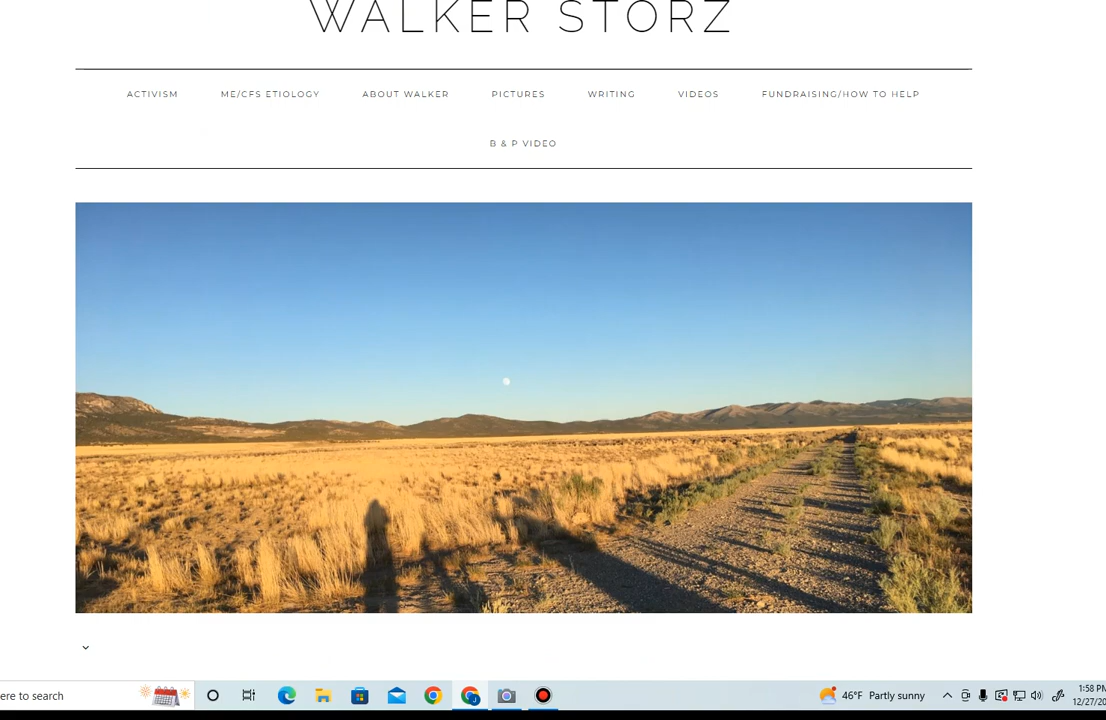 WALKER STORZ
ACTIVISM ME/CFS ETIOLOGY ABOUT WALKER PICTURES WRITING VIDEOS FUNDRAISING/HOW TO HELP
B & P VIDEO
ere to search 46°F Partly sunny 1:58 PM
12/27/20